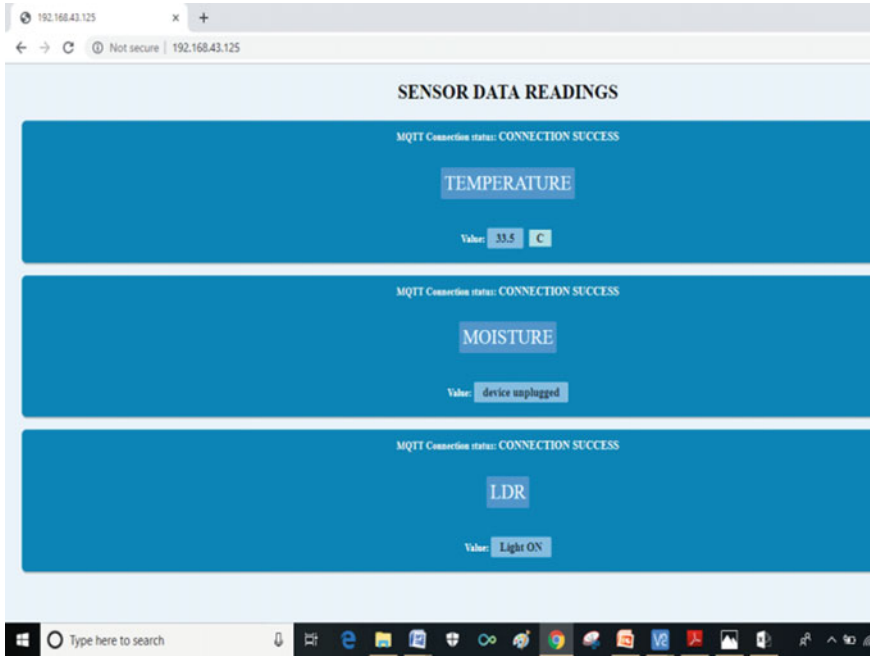 192.168.43.125
Not secure | 192.168.43.125
SENSOR DATA READINGS
MQTT Connection status: CONNECTION SUCCESS
TEMPERATURE
Value: 33.5 C
MQTT Connection status: CONNECTION SUCCESS
MOISTURE
Value: device unplugged
MQTT Connection status: CONNECTION SUCCESS
LDR
Value: Light ON
Type here to search